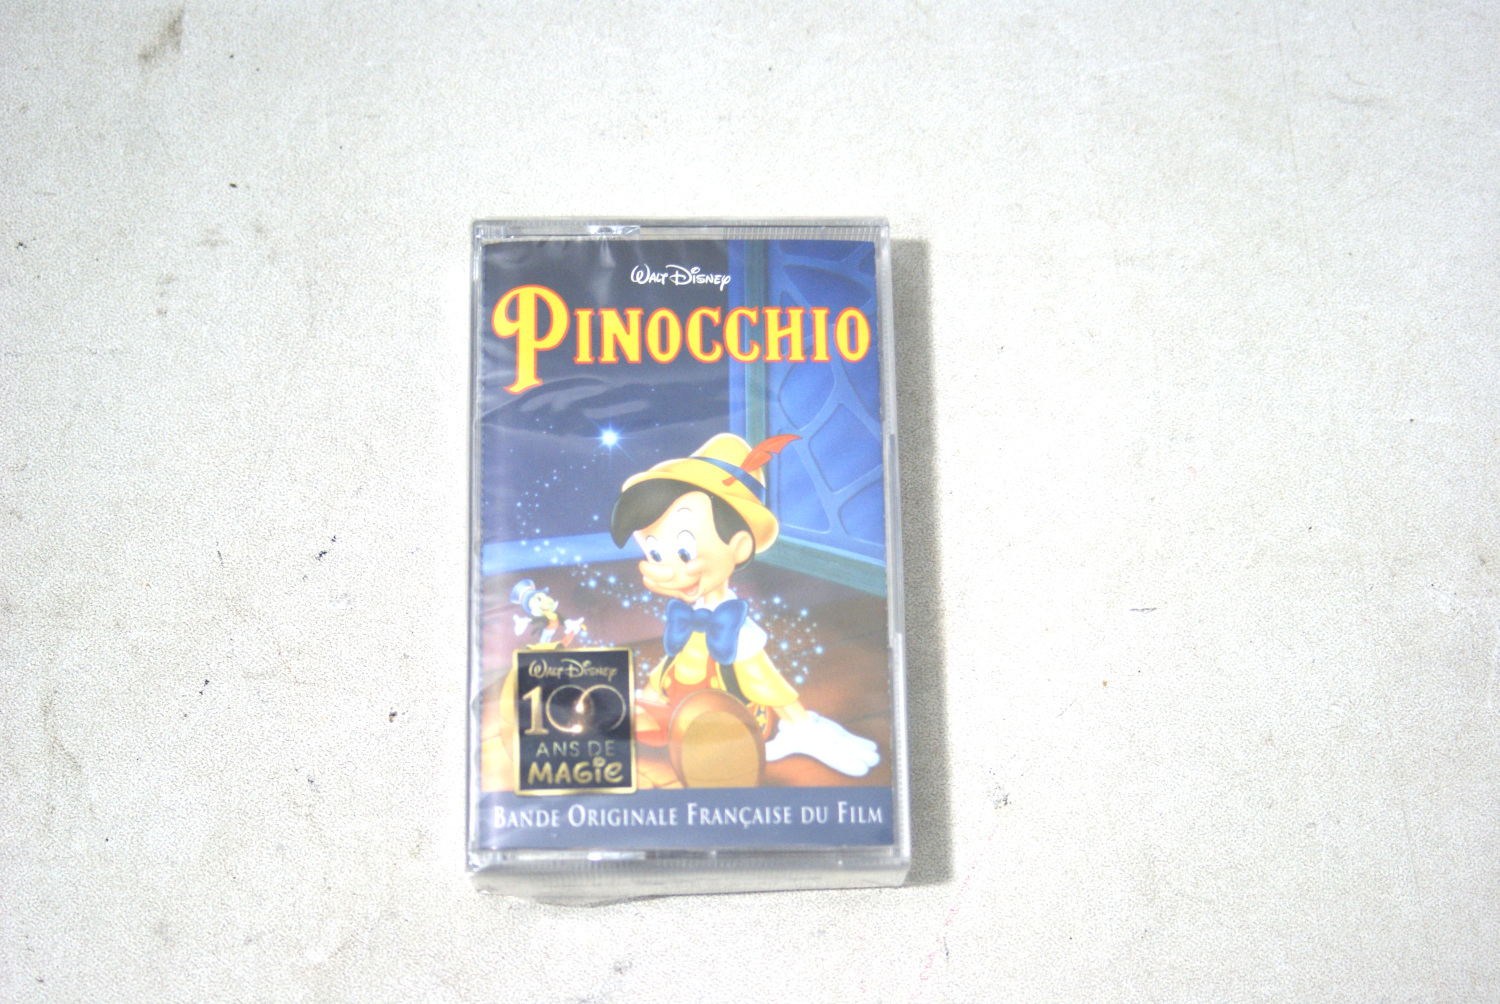 Walt Disney
PINOCCHIO
Walt Disney
100
ANS DE
MAGiE
BANDE ORIGINALE FRANÇAISE DU FILM